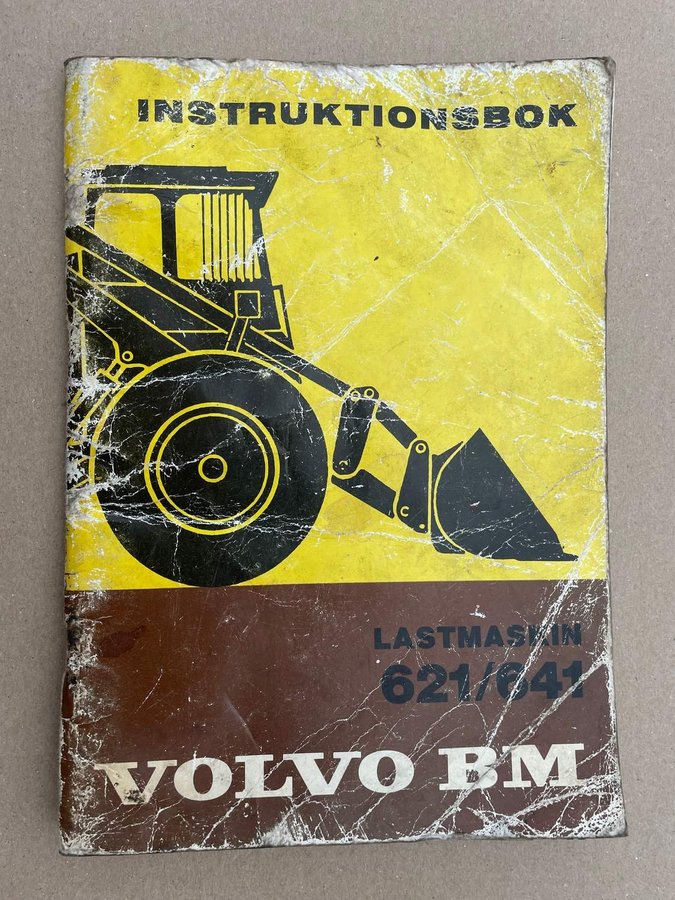 INSTRUKTIONSBOK
LASTMASKIN
621/641
VOLVO BM